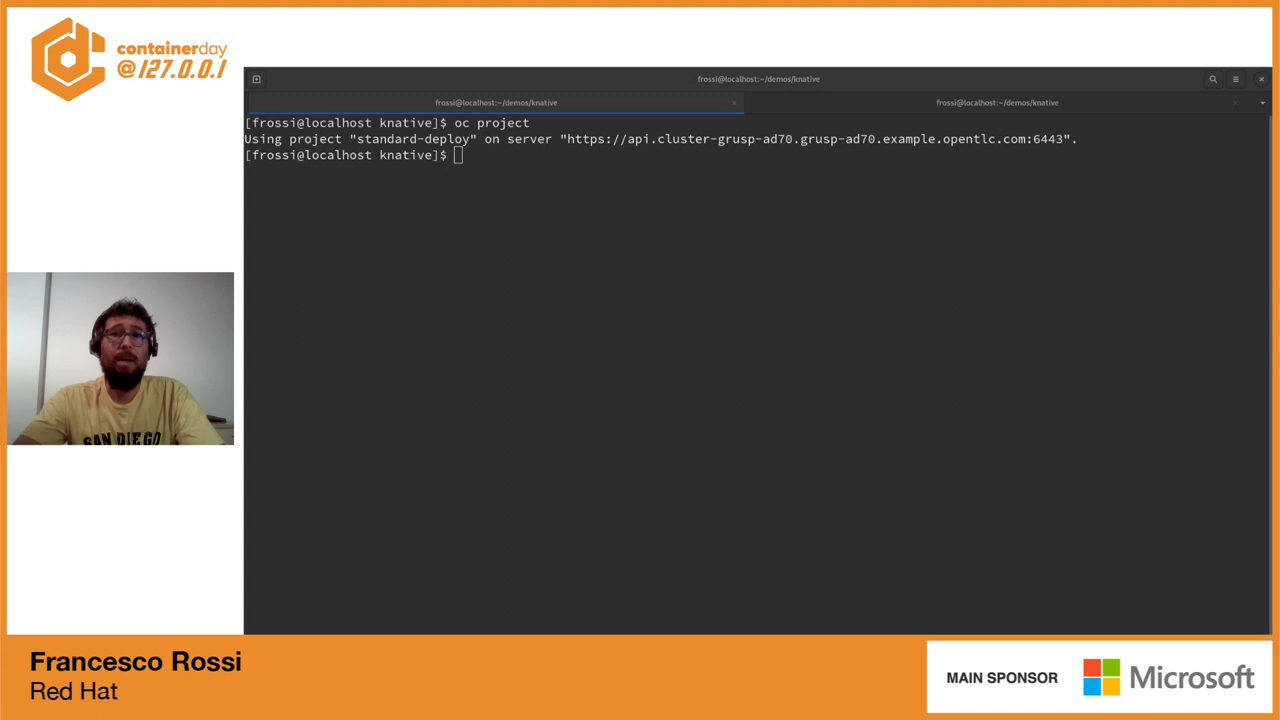 containerday
@127.0.0.1
frossi@localhost:~/demos/knative
frossi@localhost:~/demos/knative
frossi@localhost:~/demos/knative
[frossi@localhost knative]$ oc project
Using project "standard-deploy" on server "https://api.cluster-grusp-ad70.grusp-ad70.example.opentlc.com:6443".
[frossi@localhost knative]$
SAN DIEGO
Francesco Rossi
Red Hat
MAIN SPONSOR
Microsoft